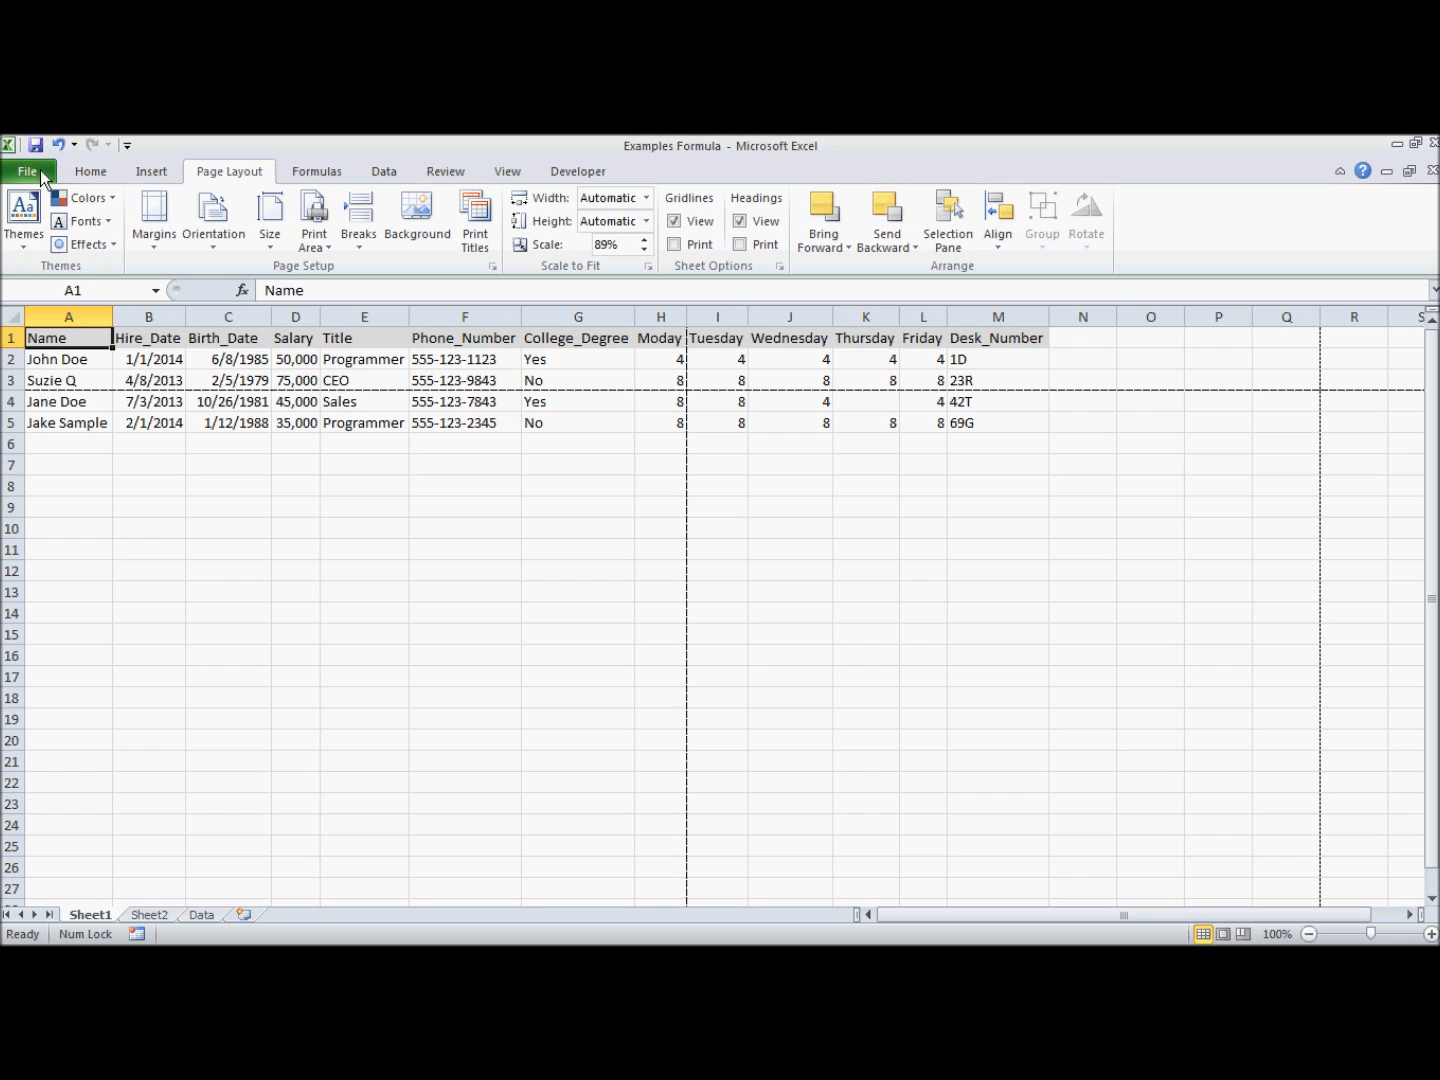 Examples Formula - Microsoft Excel
File Home Insert Page Layout Formulas Data Review View Developer
Themes Colors Fonts Effects Margins Orientation Size Print Area Breaks Background Print Titles Width: Automatic Height: Automatic Scale: 89% Gridlines View Print Headings View Print Bring Forward Send Backward Selection Pane Align Group Rotate
Themes Page Setup Scale to Fit Sheet Options Arrange
A1 fx Name
A B C D E F G H I J K L M N O P Q R S
1 Name Hire_Date Birth_Date Salary Title Phone_Number College_Degree Moday Tuesday Wednesday Thursday Friday Desk_Number
2 John Doe 1/1/2014 6/8/1985 50,000 Programmer 555-123-1123 Yes 4 4 4 4 4 1D
3 Suzie Q 4/8/2013 2/5/1979 75,000 CEO 555-123-9843 No 8 8 8 8 8 23R
4 Jane Doe 7/3/2013 10/26/1981 45,000 Sales 555-123-7843 Yes 8 8 4 4 42T
5 Jake Sample 2/1/2014 1/12/1988 35,000 Programmer 555-123-2345 No 8 8 8 8 8 69G
6
7
8
9
10
11
12
13
14
15
16
17
18
19
20
21
22
23
24
25
26
27
Sheet1 Sheet2 Data
Ready Num Lock 100%